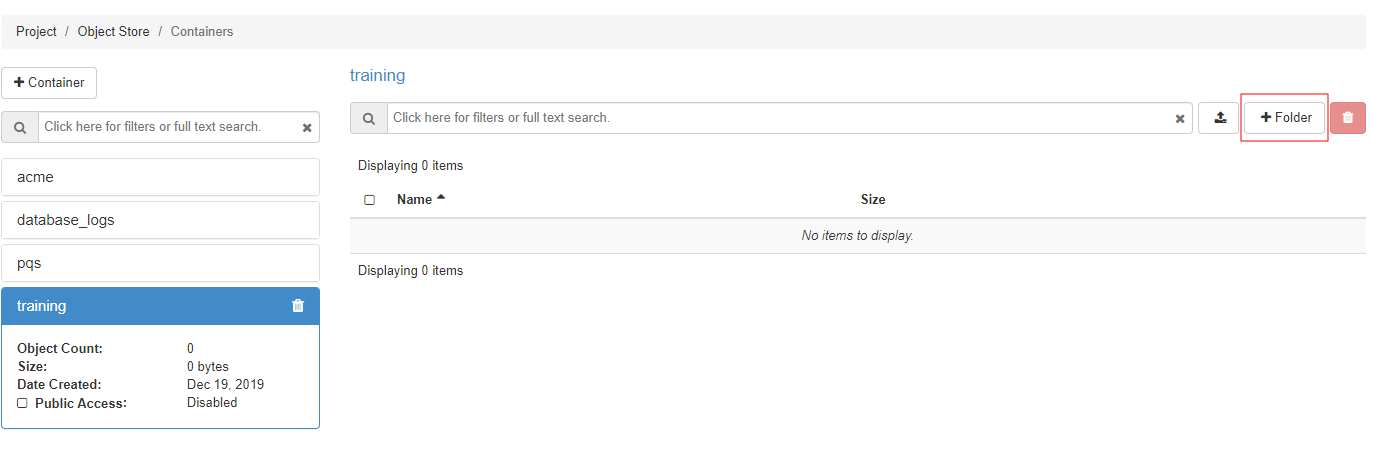 Project / Object Store / Containers
Container
Click here for filters or full text search.
acme
database_logs
pqs
training
Object Count: 0
Size: 0 bytes
Date Created: Dec 19, 2019
Public Access: Disabled
training
Click here for filters or full text search.
Folder
Displaying 0 items
Name Size
No items to display.
Displaying 0 items